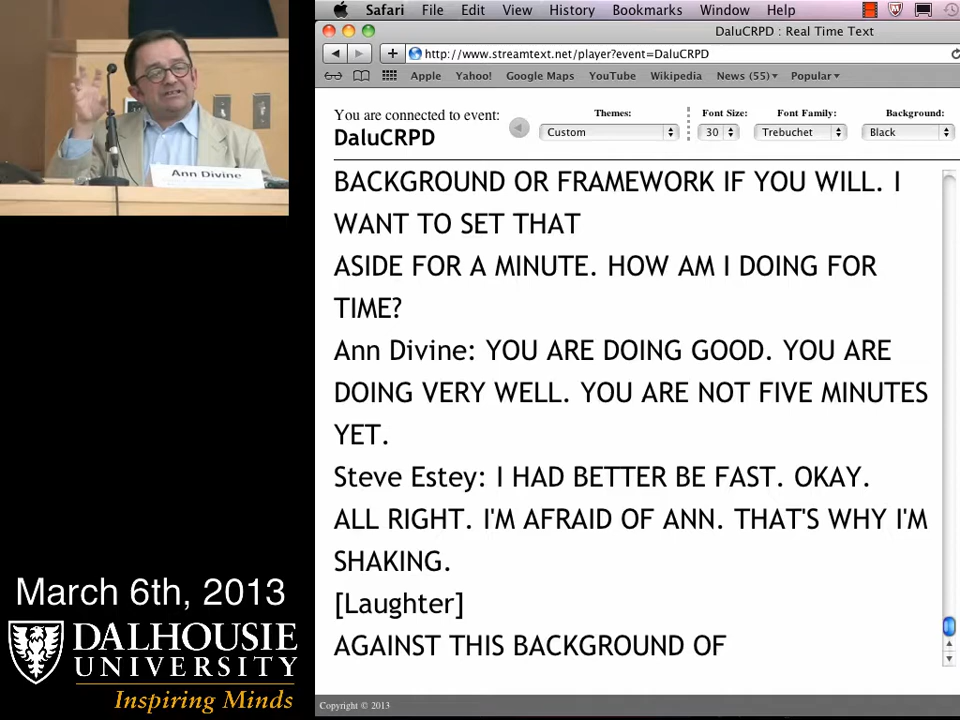 Safari File Edit View History Bookmarks Window Help
DaluCRPD : Real Time Text
http://www.streamtext.net/player?event=DaluCRPD
Apple Yahoo! Google Maps YouTube Wikipedia News (55) Popular
You are connected to event:
DaluCRPD
Themes:
Custom
Font Size:
30
Font Family:
Trebuchet
Background:
Black
BACKGROUND OR FRAMEWORK IF YOU WILL. I
WANT TO SET THAT
ASIDE FOR A MINUTE. HOW AM I DOING FOR
TIME?
Ann Divine: YOU ARE DOING GOOD. YOU ARE
DOING VERY WELL. YOU ARE NOT FIVE MINUTES
YET.
Steve Estey: I HAD BETTER BE FAST. OKAY.
ALL RIGHT. I'M AFRAID OF ANN. THAT'S WHY I'M
SHAKING.
[Laughter]
AGAINST THIS BACKGROUND OF
Copyright © 2013
Ann Divine
March 6th, 2013
DALHOUSIE
UNIVERSITY
Inspiring Minds